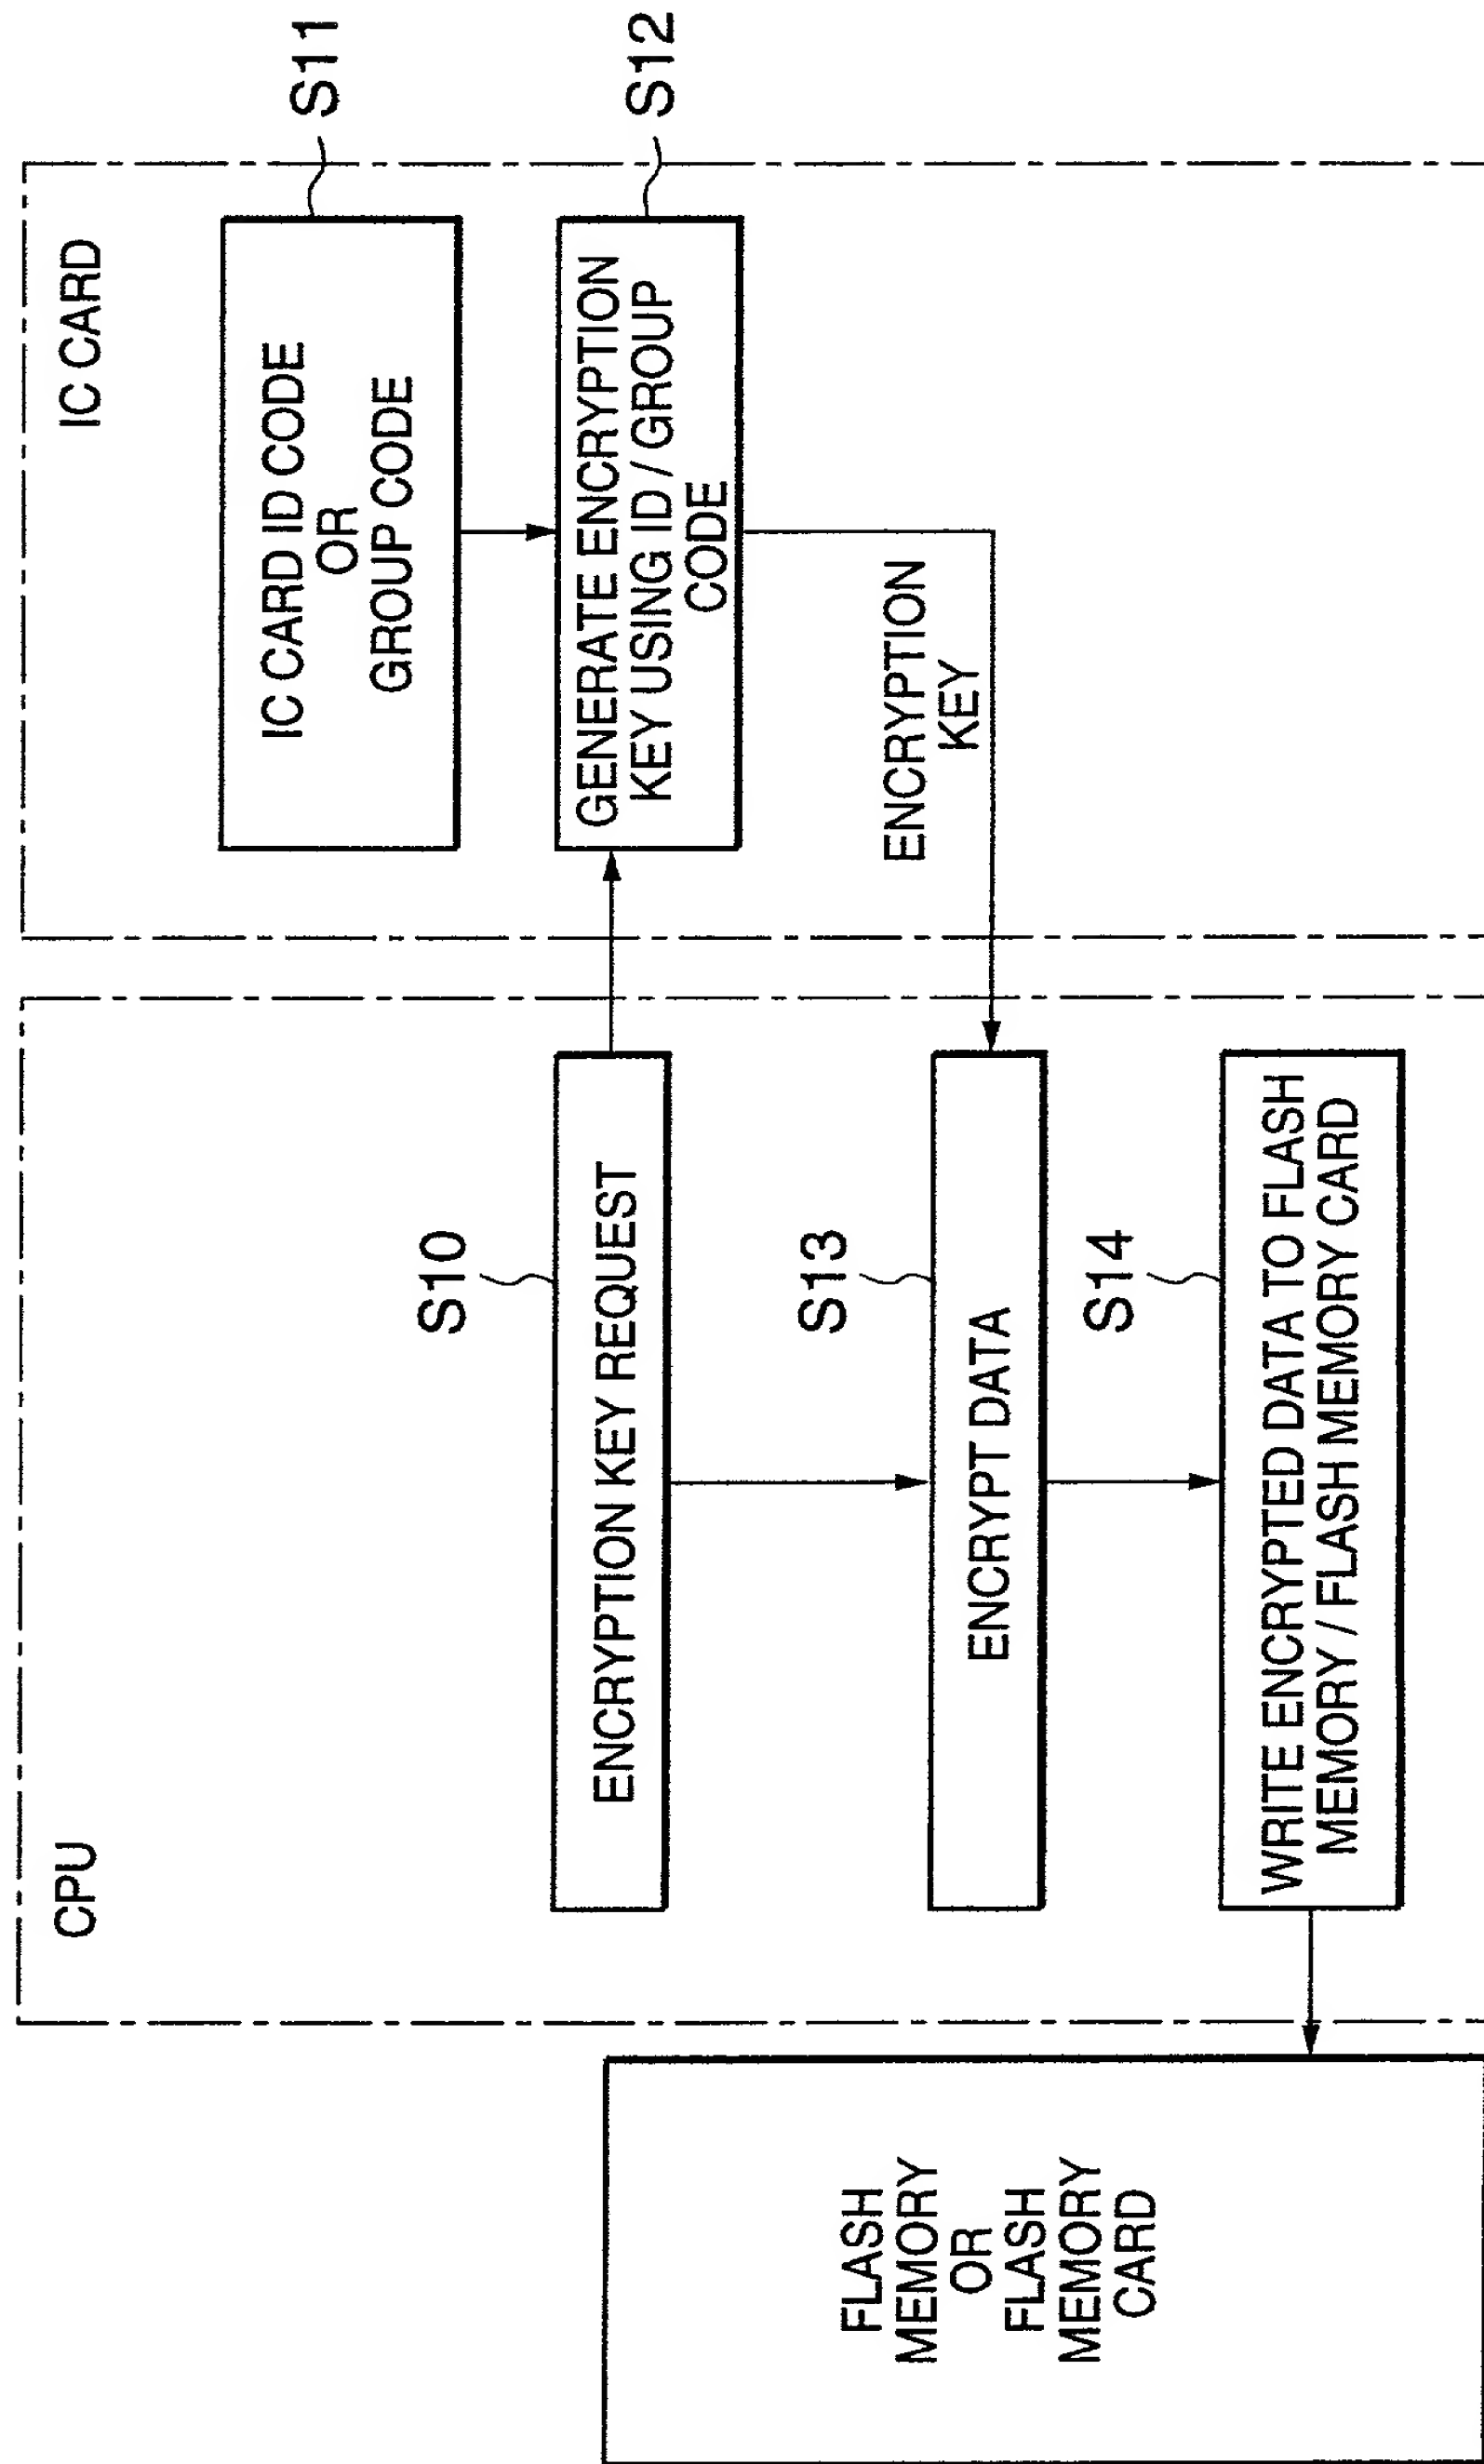 CPU
IC CARD
S11
IC CARD ID CODE
OR
GROUP CODE
S10
ENCRYPTION KEY REQUEST
S12
GENERATE ENCRYPTION
KEY USING ID / GROUP
CODE
ENCRYPTION
KEY
S13
ENCRYPT DATA
S14
WRITE ENCRYPTED DATA TO FLASH
MEMORY / FLASH MEMORY CARD
FLASH
MEMORY
OR
FLASH
MEMORY
CARD